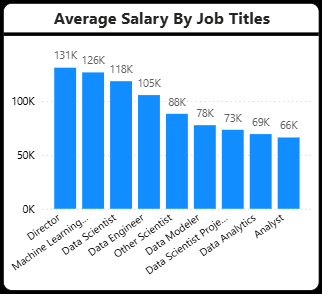 Average Salary By Job Titles
131K
126K
118K
105K
88K
78K
73K
69K
66K
100K
50K
0K
Director
Machine Learning...
Data Scientist
Data Engineer
Other Scientist
Data Modeler
Data Scientist Proje...
Data Analytics
Analyst